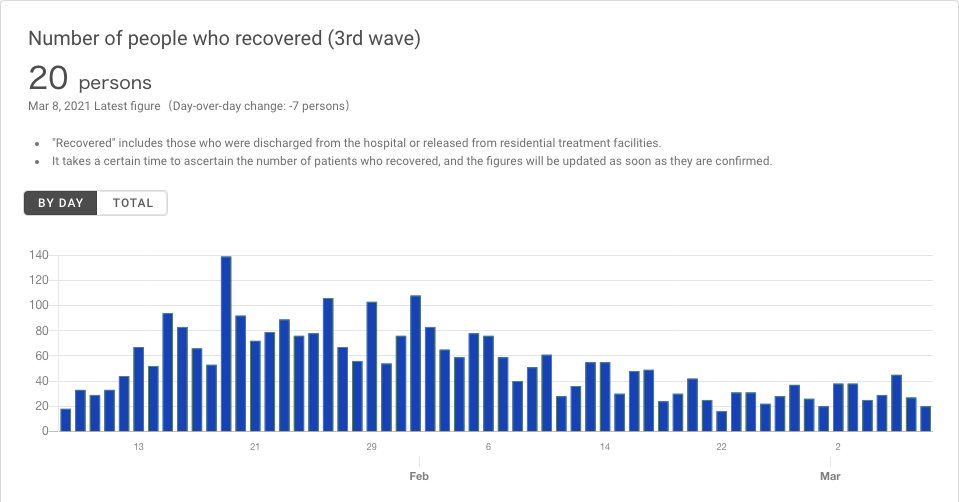 Number of people who recovered (3rd wave)
20 persons
Mar 8, 2021 Latest figure (Day-over-day change: -7 persons)
• "Recovered" includes those who were discharged from the hospital or released from residential treatment facilities.
• It takes a certain time to ascertain the number of patients who recovered, and the figures will be updated as soon as they are confirmed.
BY DAY TOTAL
140
120
100
80
60
40
20
0
13 21 29 6 14 22 2
Feb Mar